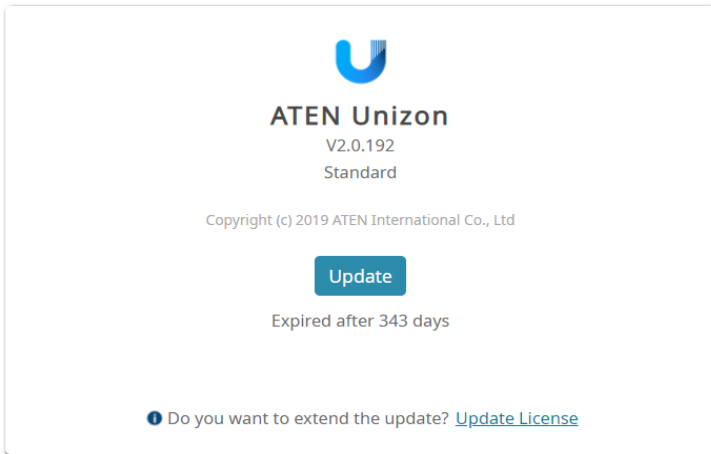 ATEN Unizon
V2.0.192
Standard
Copyright (c) 2019 ATEN International Co., Ltd
Update
Expired after 343 days
Do you want to extend the update? Update License